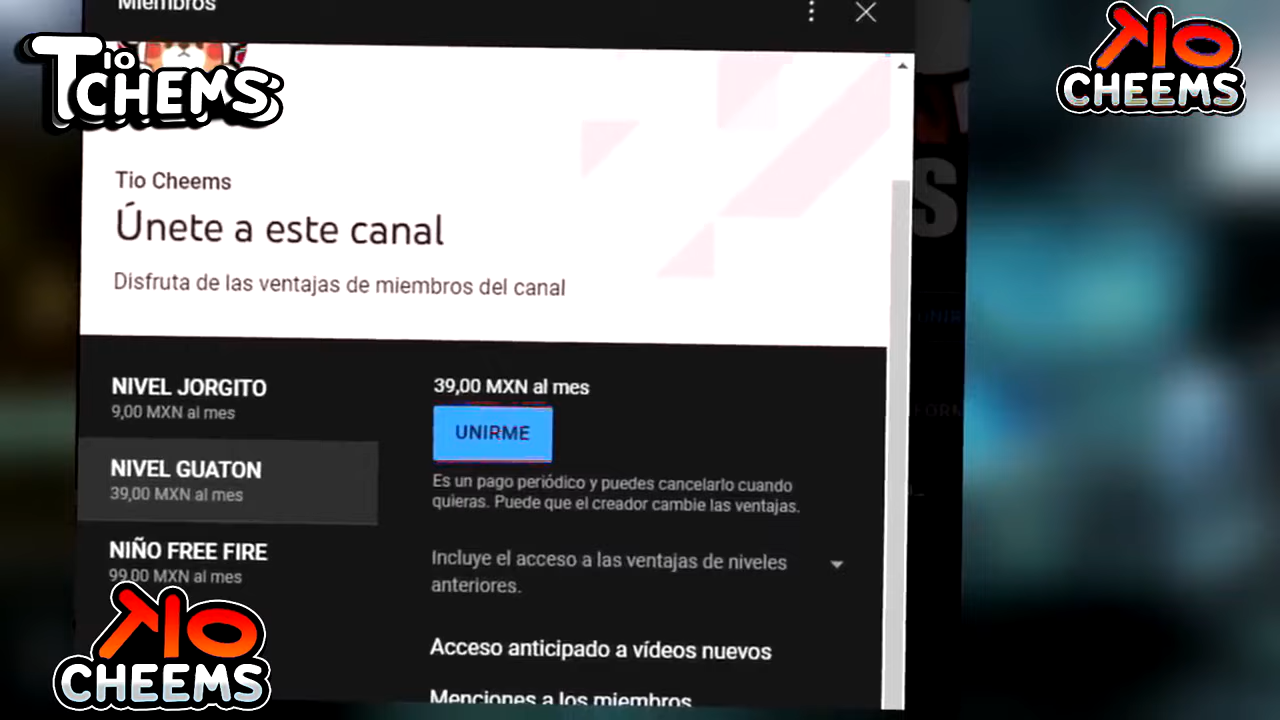 Miembros
TIO
CHEMS
TIO
CHEEMS
Tio Cheems
Únete a este canal
Disfruta de las ventajas de miembros del canal
NIVEL JORGITO
9,00 MXN al mes
NIVEL GUATON
39,00 MXN al mes
NIÑO FREE FIRE
99,00 MXN al mes
39,00 MXN al mes
UNIRME
Es un pago periódico y puedes cancelarlo cuando
quieras. Puede que el creador cambie las ventajas.
Incluye el acceso a las ventajas de niveles
anteriores.
Acceso anticipado a vídeos nuevos
Menciones a los miembros
TIO
CHEEMS
S
UNIR